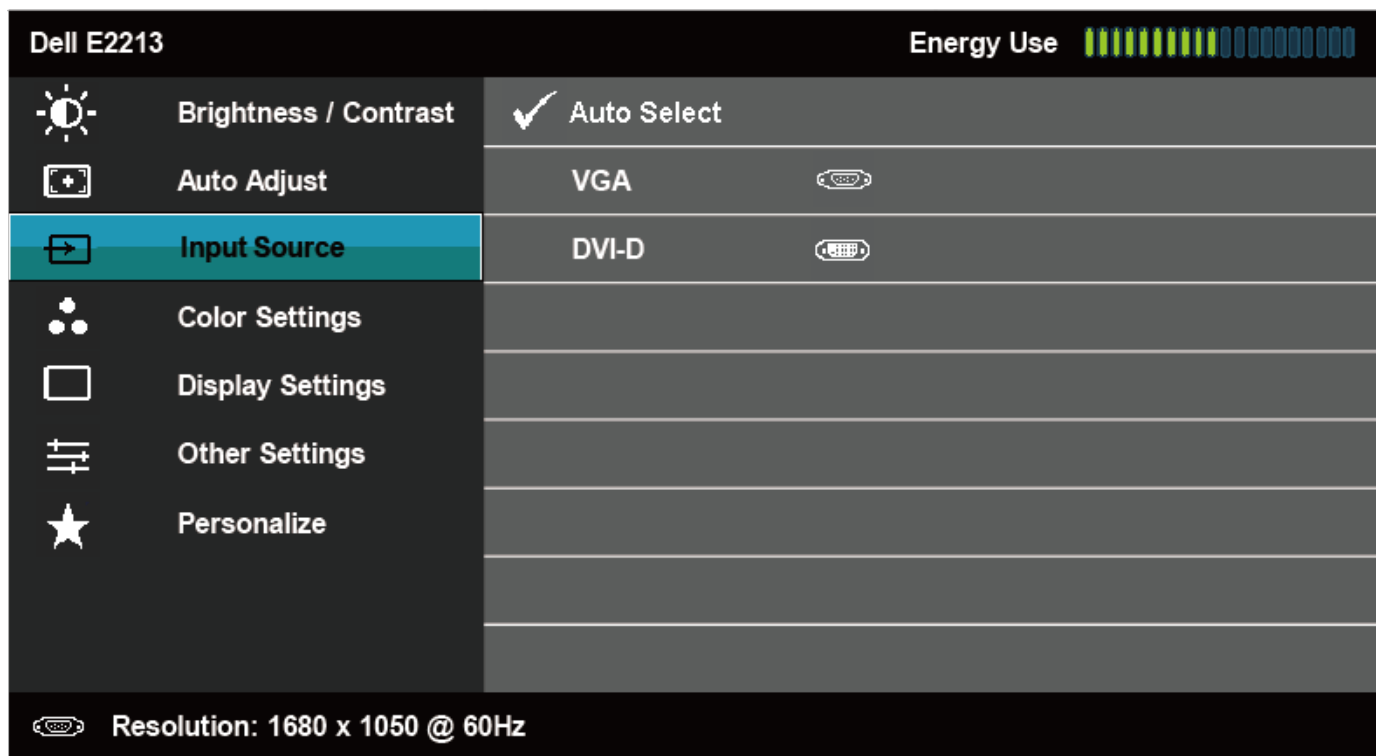 Dell E2213 Energy Use
Brightness / Contrast Auto Select
Auto Adjust VGA
Input Source DVI-D
Color Settings
Display Settings
Other Settings
Personalize
Resolution: 1680 x 1050 @ 60Hz